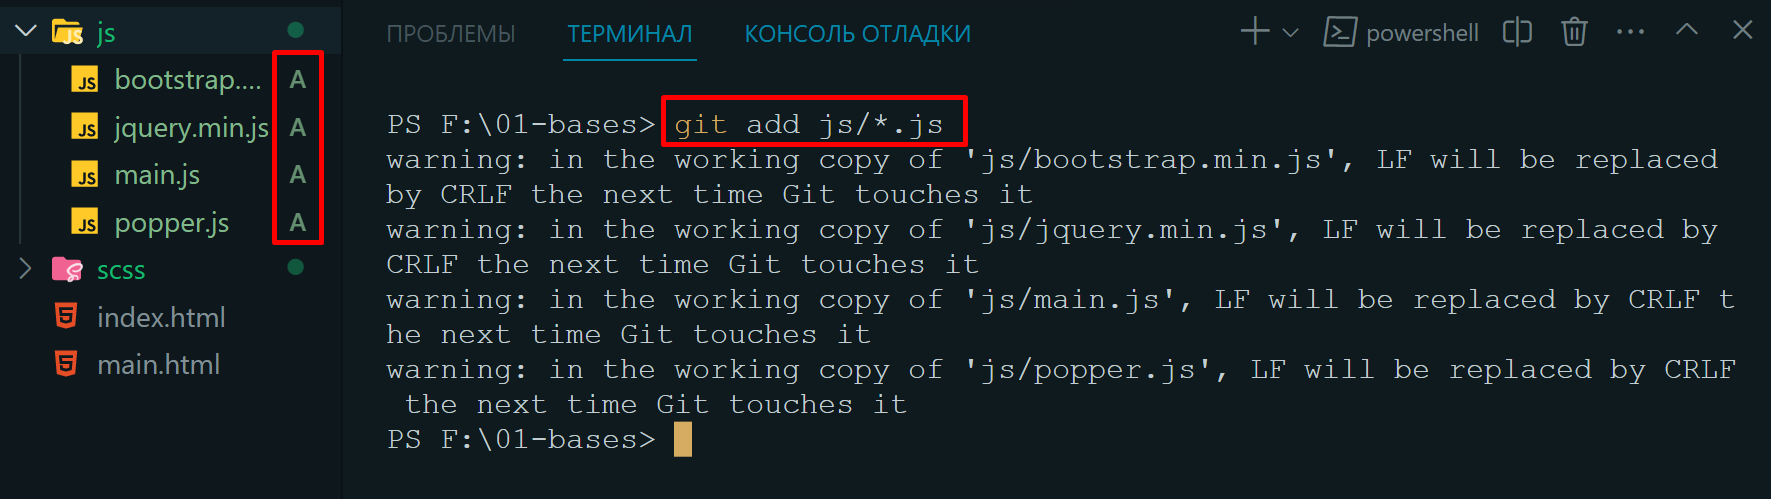 js
bootstrap....
A
jquery.min.js
A
main.js
A
popper.js
A
scss
index.html
main.html
ПРОБЛЕМЫ ТЕРМИНАЛ КОНСОЛЬ ОТЛАДКИ
powershell
PS F:\01-bases> git add js/*.js
warning: in the working copy of 'js/bootstrap.min.js', LF will be replaced
by CRLF the next time Git touches it
warning: in the working copy of 'js/jquery.min.js', LF will be replaced by
CRLF the next time Git touches it
warning: in the working copy of 'js/main.js', LF will be replaced by CRLF t
he next time Git touches it
warning: in the working copy of 'js/popper.js', LF will be replaced by CRLF
 the next time Git touches it
PS F:\01-bases>